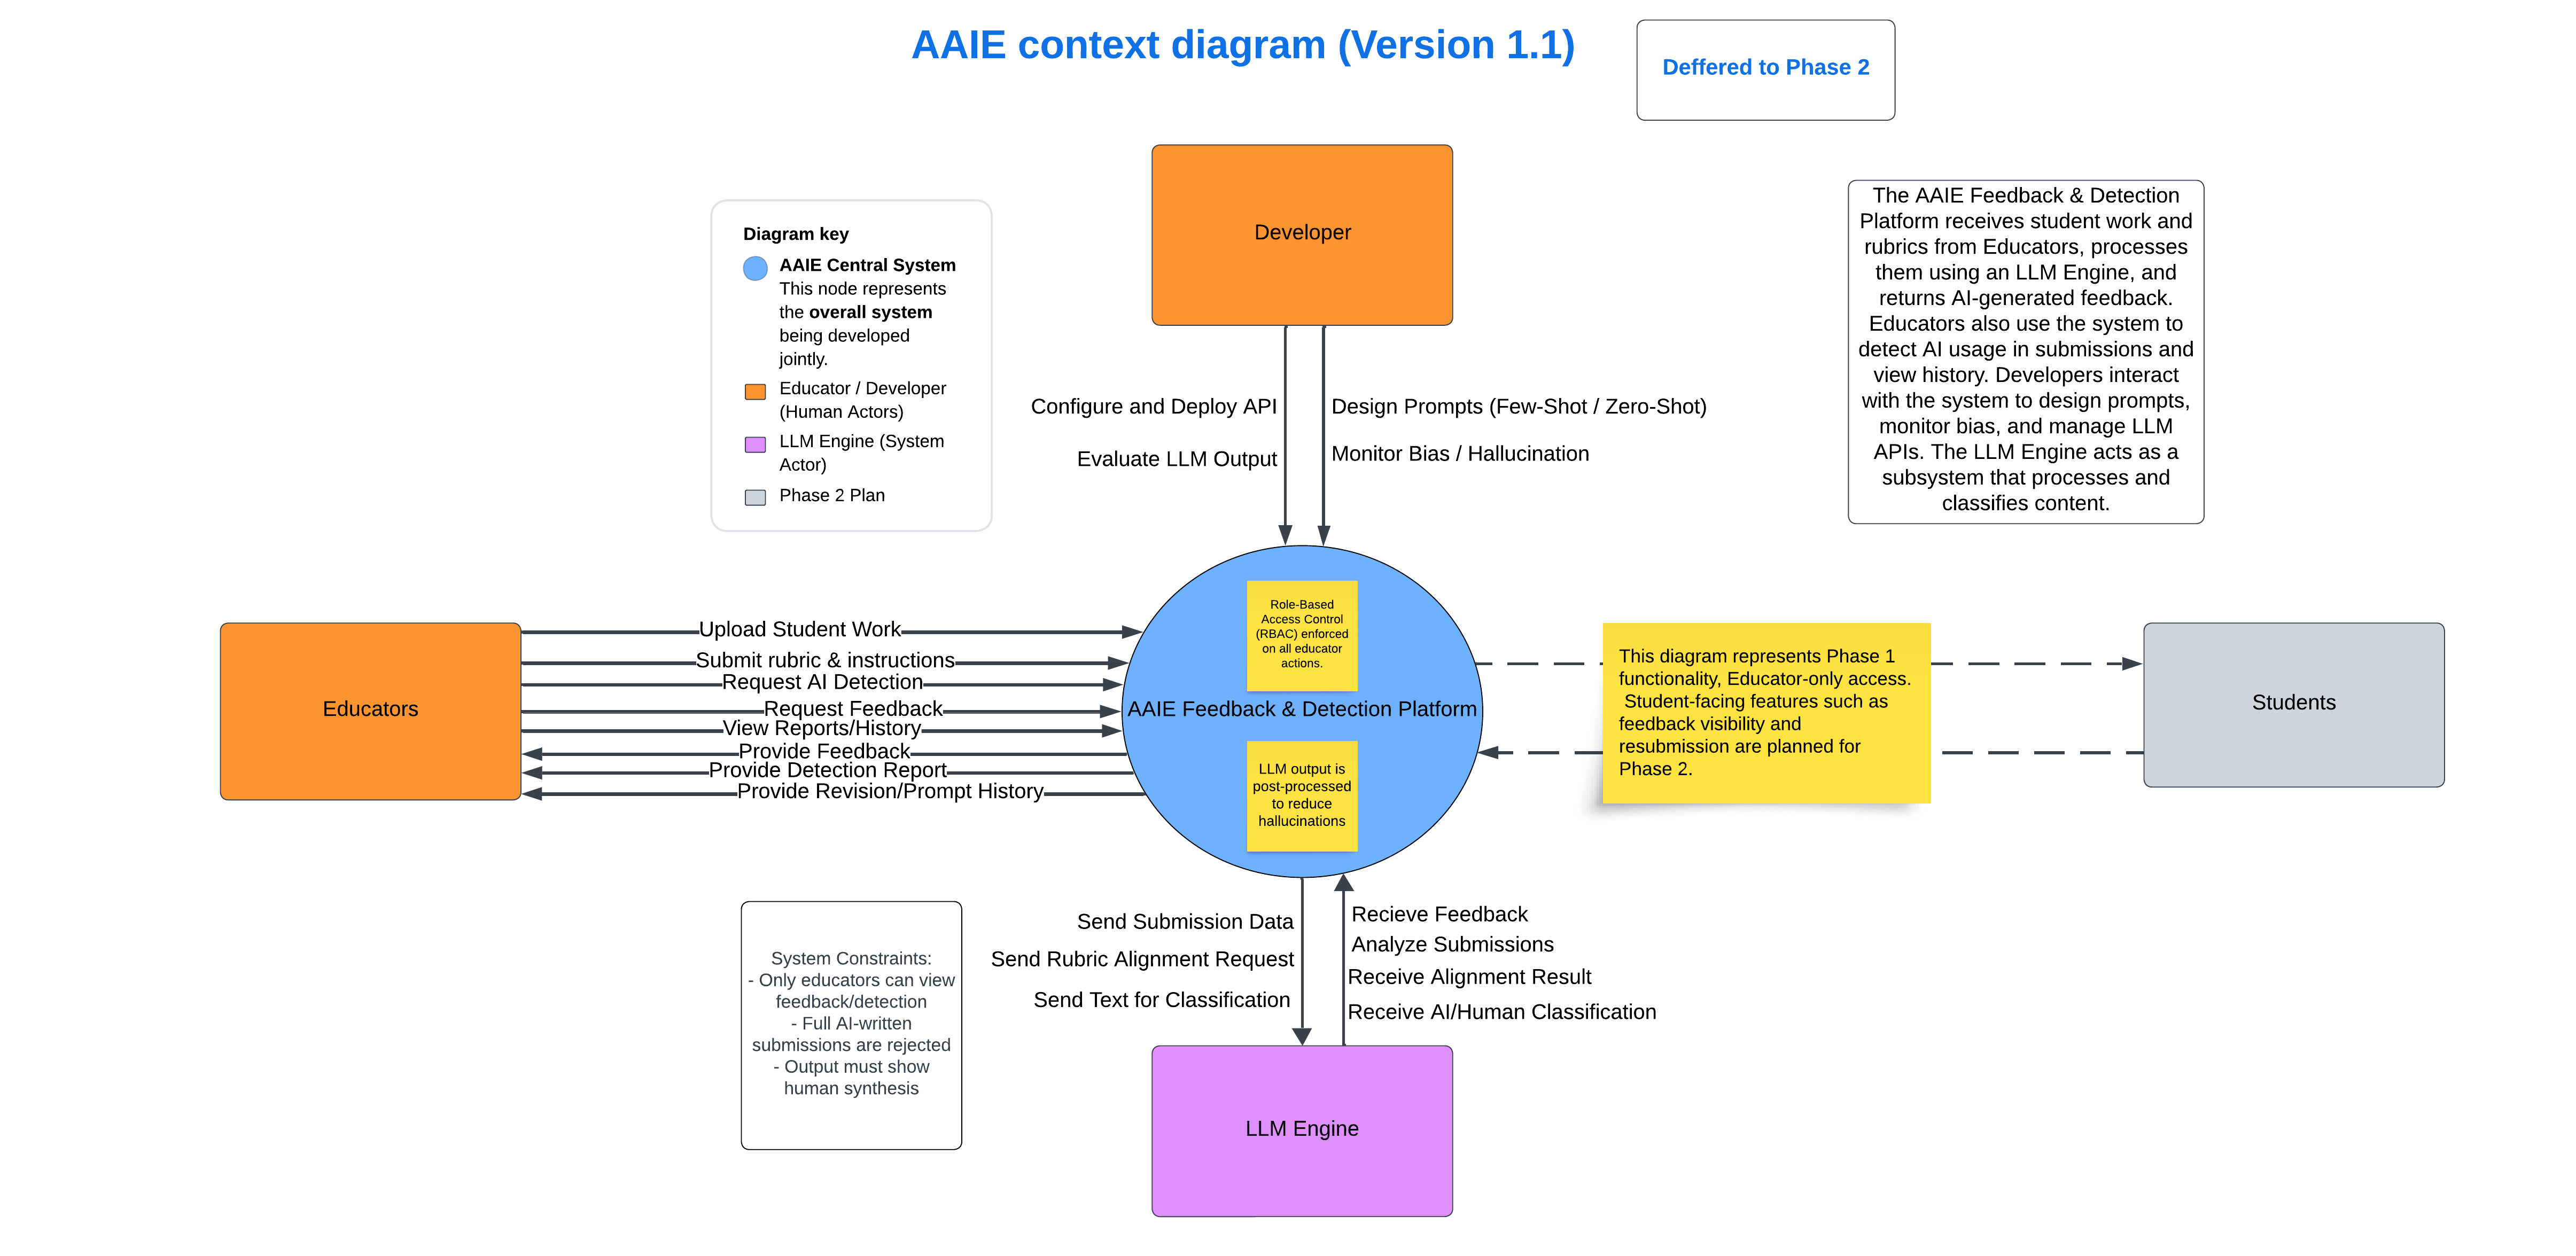 AAIE context diagram (Version 1.1)
Deffered to Phase 2
Developer
Diagram key
AAIE Central System
This node represents
the overall system
being developed
jointly.
Educator / Developer
(Human Actors)
LLM Engine (System
Actor)
Phase 2 Plan
The AAIE Feedback & Detection
Platform receives student work and
rubrics from Educators, processes
them using an LLM Engine, and
returns AI-generated feedback.
Educators also use the system to
detect AI usage in submissions and
view history. Developers interact
with the system to design prompts,
monitor bias, and manage LLM
APIs. The LLM Engine acts as a
subsystem that processes and
classifies content.
Configure and Deploy API
Evaluate LLM Output
Design Prompts (Few-Shot / Zero-Shot)
Monitor Bias / Hallucination
Educators
Upload Student Work
Submit rubric & instructions
Request AI Detection
Request Feedback
View Reports/History
Provide Feedback
Provide Detection Report
Provide Revision/Prompt History
Role-Based
Access Control
(RBAC) enforced
on all educator
actions.
AAIE Feedback & Detection Platform
LLM output is
post-processed
to reduce
hallucinations
This diagram represents Phase 1
functionality, Educator-only access.
Student-facing features such as
feedback visibility and
resubmission are planned for
Phase 2.
Students
System Constraints:
- Only educators can view
feedback/detection
- Full AI-written
submissions are rejected
- Output must show
human synthesis
Send Submission Data
Send Rubric Alignment Request
Send Text for Classification
Recieve Feedback
Analyze Submissions
Receive Alignment Result
Receive AI/Human Classification
LLM Engine